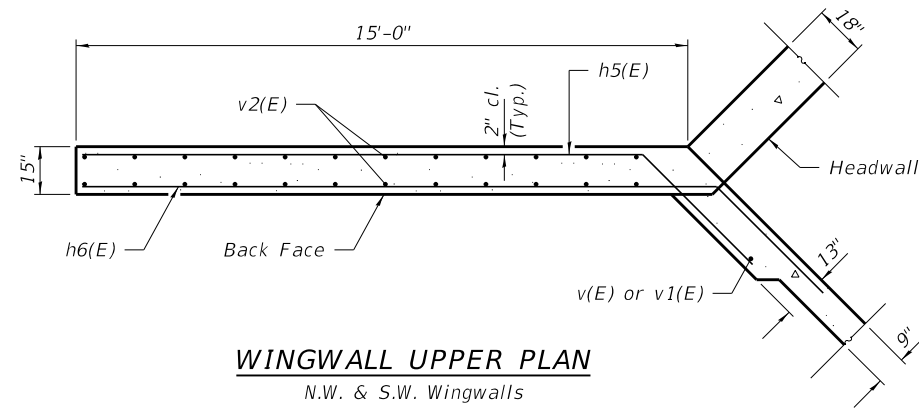 18"
15'-0"
h5(E)
v2(E)
2" cl.
(Typ.)
15"
Headwall
h6(E)
Back Face
13"
v(E) or v1(E)
9"
WINGWALL UPPER PLAN
N.W. & S.W. Wingwalls